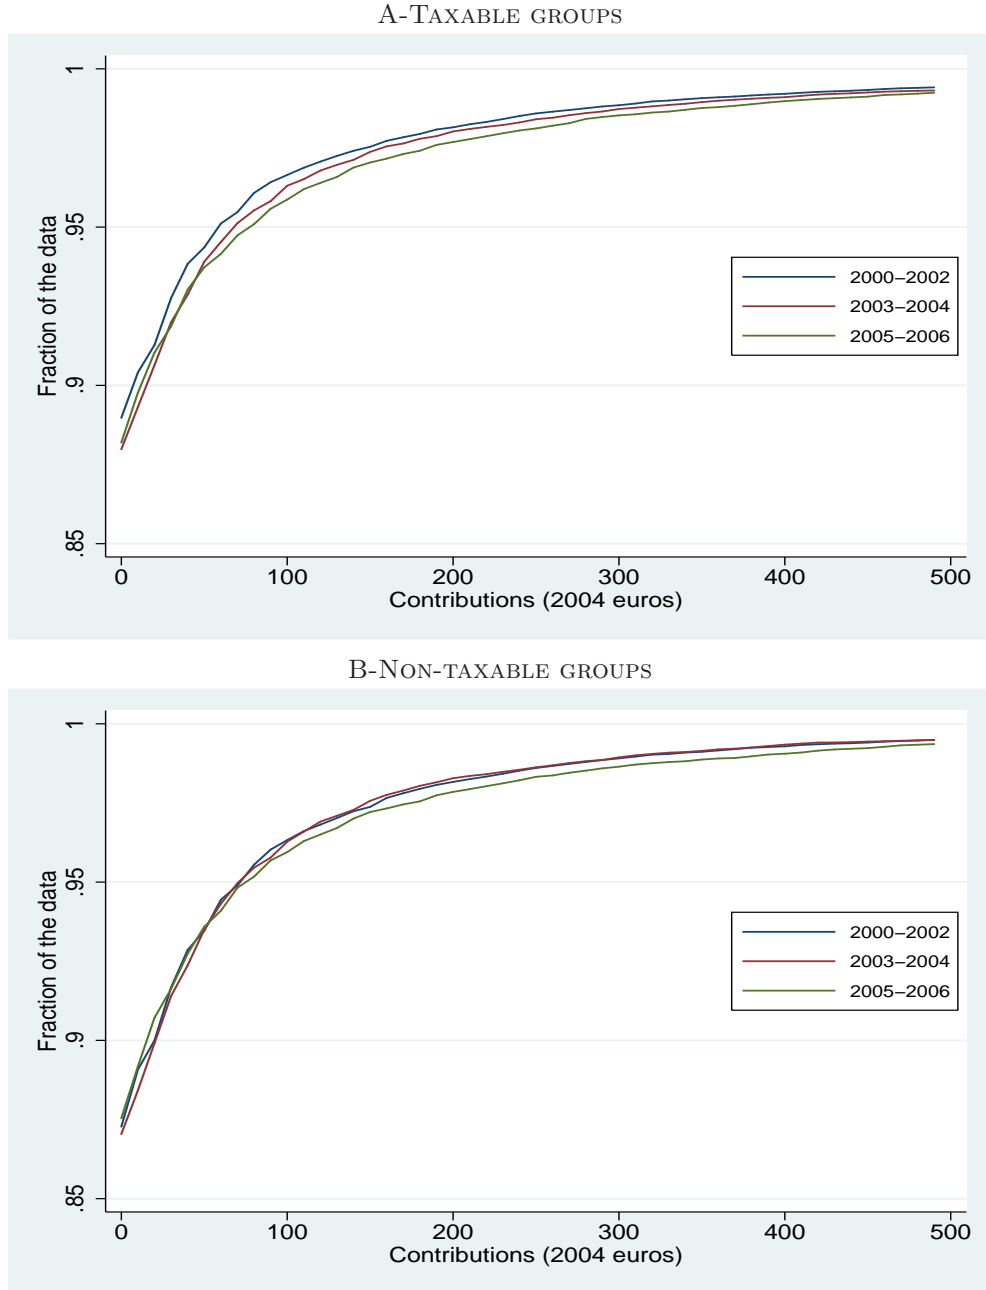 A-Taxable groups
1
.95
.9
.85
Fraction of the data
2000–2002
2003–2004
2005–2006
0 100 200 300 400 500
Contributions (2004 euros)
B-Non-taxable groups
1
.95
.9
.85
Fraction of the data
2000–2002
2003–2004
2005–2006
0 100 200 300 400 500
Contributions (2004 euros)